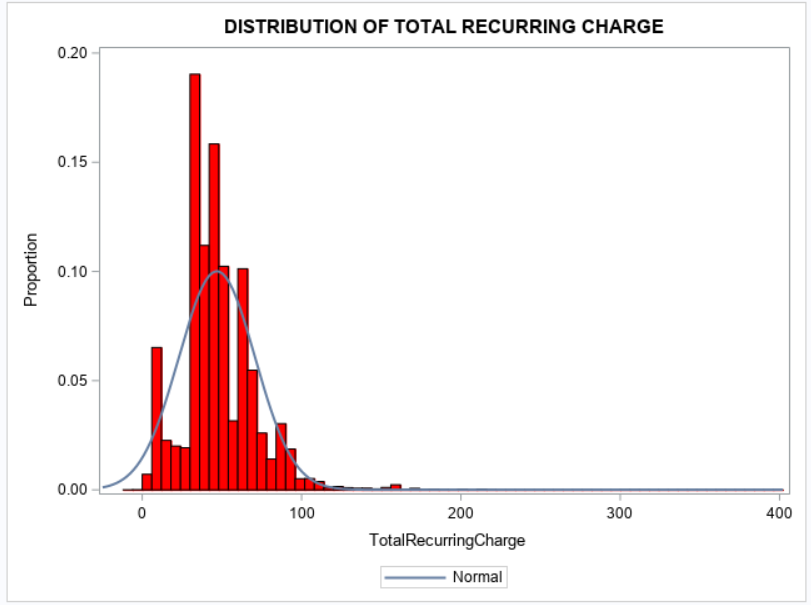 DISTRIBUTION OF TOTAL RECURRING CHARGE
0.20
0.15
0.10
0.05
0.00
Proportion
0 100 200 300 400
TotalRecurringCharge
Normal